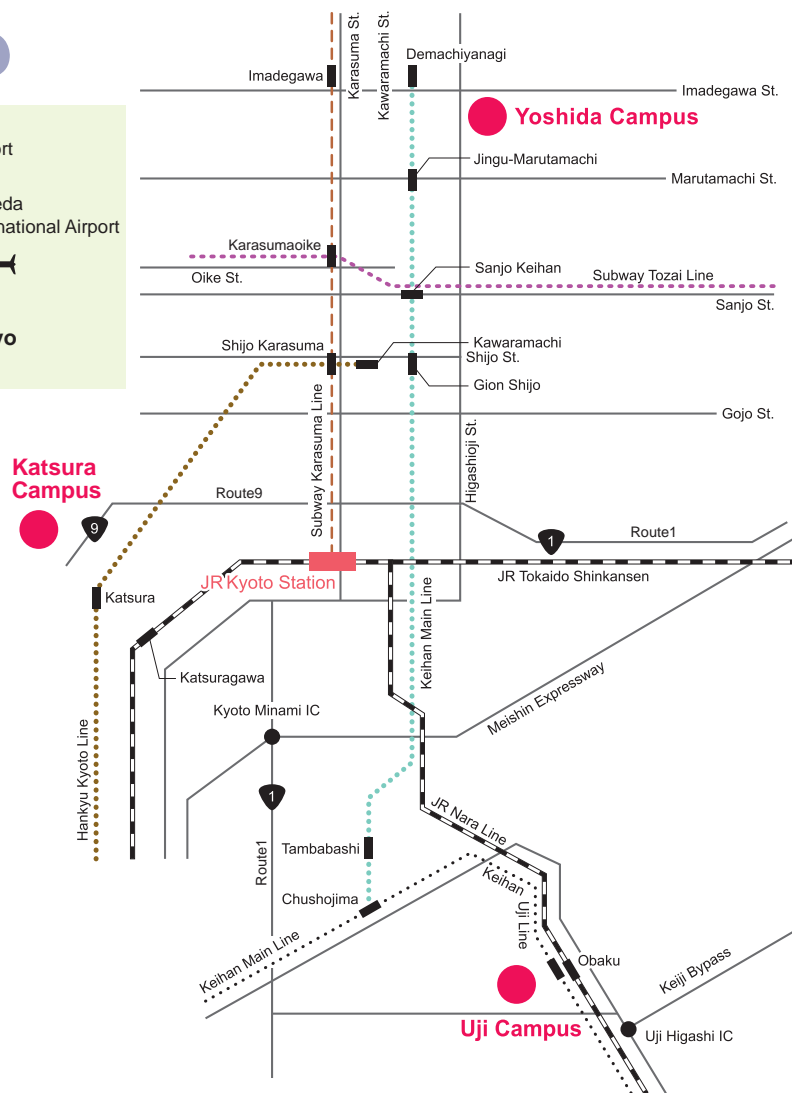 Karasuma St.
Kawaramachi St.
Demachiyanagi
Imadegawa
Imadegawa St.
Yoshida Campus
Jingu-Marutamachi
Marutamachi St.
national Airport
Karasumaoike
Sanjo Keihan
Subway Tozai Line
Oike St.
Sanjo St.
Shijo Karasuma
Kawaramachi
Shijo St.
Gion Shijo
Subway Karasuma Line
Gojo St.
Higashioji St.
Katsura
Campus
Route9
9
1
Route1
JR Kyoto Station
JR Tokaido Shinkansen
Katsura
Keihan Main Line
Katsuragawa
Kyoto Minami IC
Meishin Expressway
Hankyu Kyoto Line
1
JR Nara Line
Route1
Tambabashi
Keihan
Uji Line
Chushojima
Keihan Main Line
Obaku
Keiji Bypass
Uji Campus
Uji Higashi IC